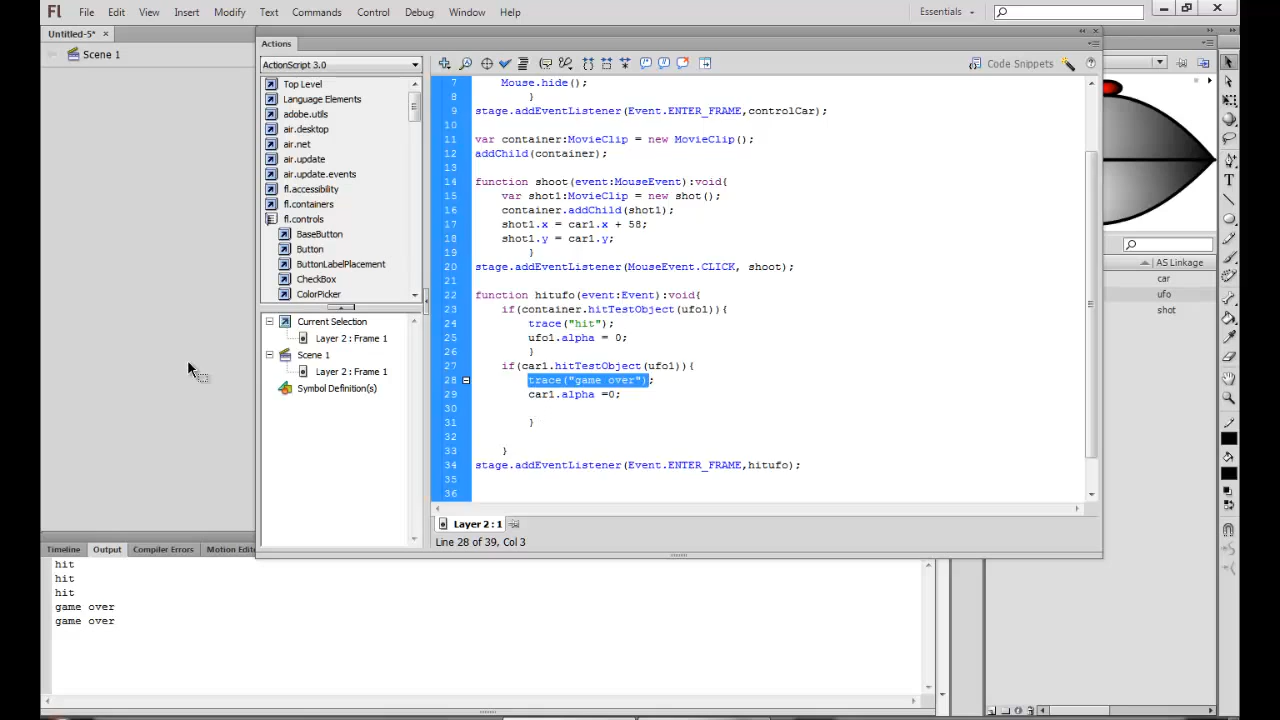 Fl File Edit View Insert Modify Text Commands Control Debug Window Help Essentials
Untitled-5* ×
Scene 1
Actions
ActionScript 3.0
Top Level
Language Elements
adobe.utils
air.desktop
air.net
air.update
air.update.events
fl.accessibility
fl.containers
fl.controls
BaseButton
Button
ButtonLabelPlacement
CheckBox
ColorPicker
Current Selection
Layer 2 : Frame 1
Scene 1
Layer 2 : Frame 1
Symbol Definition(s)
Code Snippets
7 Mouse.hide();
8 }
9 stage.addEventListener(Event.ENTER_FRAME,controlCar);
10
11 var container:MovieClip = new MovieClip();
12 addChild(container);
13
14 function shoot(event:MouseEvent):void{
15 var shot1:MovieClip = new shot();
16 container.addChild(shot1);
17 shot1.x = car1.x + 58;
18 shot1.y = car1.y;
19 }
20 stage.addEventListener(MouseEvent.CLICK, shoot);
21
22 function hitufo(event:Event):void{
23 if(container.hitTestObject(ufo1)){
24 trace("hit");
25 ufo1.alpha = 0;
26 }
27 if(car1.hitTestObject(ufo1)){
28 trace("game over");
29 car1.alpha =0;
30
31 }
32
33 }
34 stage.addEventListener(Event.ENTER_FRAME,hitufo);
35
36
Layer 2 : 1
Line 28 of 39, Col 3
AS Linkage
car
ufo
shot
Timeline Output Compiler Errors Motion Edit
hit
hit
hit
game over
game over